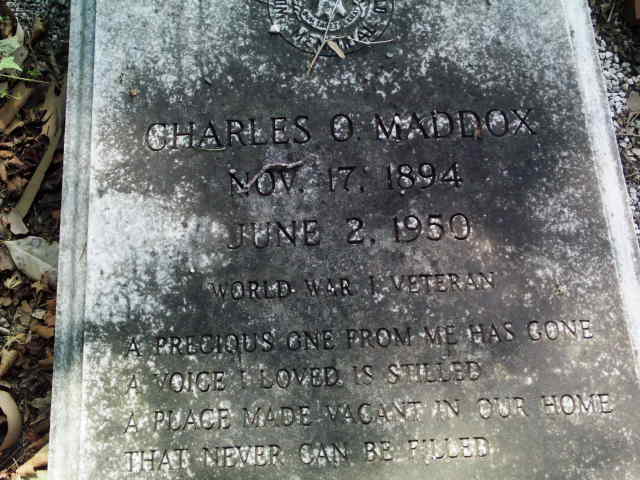 CHARLES O. MADDOX
NOV. 17, 1894
JUNE 2, 1950
WORLD WAR I VETERAN
A PRECIOUS ONE FROM ME HAS GONE
A VOICE I LOVED IS STILLED
A PLACE MADE VACANT IN OUR HOME
THAT NEVER CAN BE FILLED